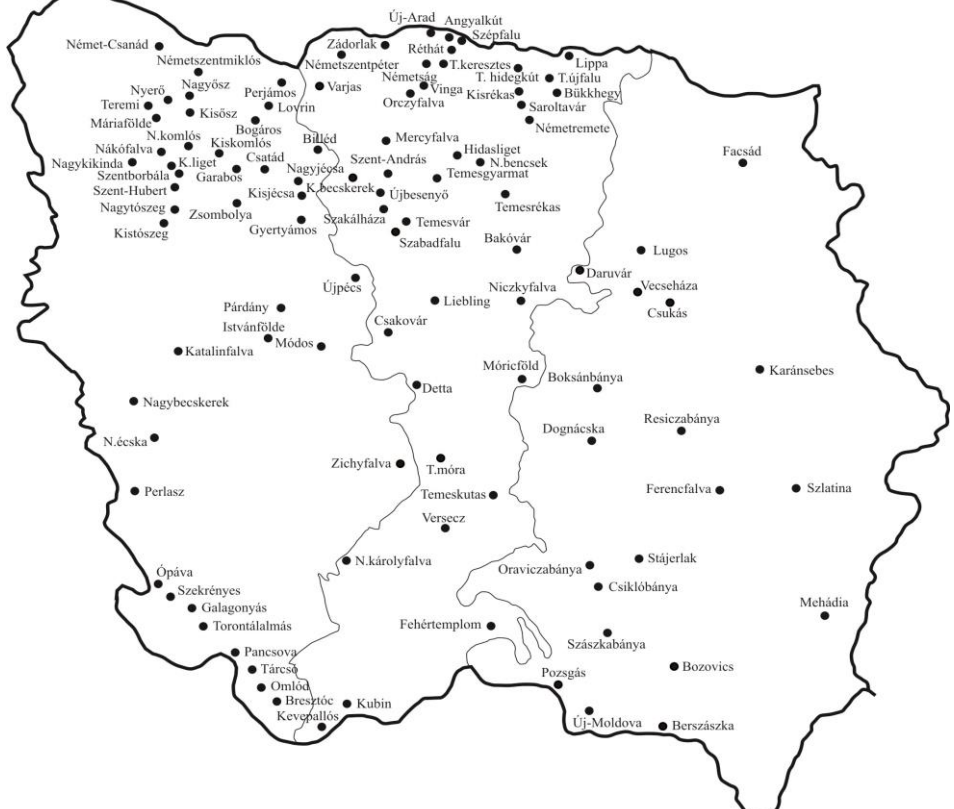 Új-Arad
Angyalkút
Szépfalu
Német-Csanád
Zádorlak
Réthát
Németszentpéter
T.keresztes
Lippa
Németszentmiklós
T. hidegkút
T.újfalu
Nyerő
Nagyősz
Perjámos
Varjas
Németság
Vinga
Kisrékas
Bükkhegy
Teremi
Orczyfalva
Saroltavár
Máriafölde
Kisősz
Lovrin
Bogáros
Németremete
N.komlós
Kiskomlós
Billéd
Mercyfalva
Hidasliget
Nákófalva
Csatád
Szent-András
N.bencsek
Facsád
Nagykikinda
K.liget
Nagyjécsa
Temesgyarmat
Szentborbála
Garabos
Szent-Hubert
Kisjécsa
K.becskerek
Újbesenyő
Temesrékas
Nagytószeg
Zsombolya
Szakálháza
Temesvár
Kistószeg
Gyertyámos
Szabadfalu
Bakóvár
Lugos
Daruvár
Újpécs
Niczkyfalva
Vecseháza
Liebling
Csukás
Párdány
Istvánfölde
Csakovár
Módos
Katalinfalva
Móricföld
Karánsebes
Detta
Boksánbánya
Nagybecskerek
Resiczabánya
Dognácska
N.écska
Zichyfalva
T.móra
Perlasz
Temeskutas
Ferencfalva
Szlatina
Versecz
N.károlyfalva
Stájerlak
Oraviczabánya
Ópáva
Csiklóbánya
Szekrényes
Galagonyás
Mehádia
Torontálalmás
Fehértemplom
Szászkabánya
Pancsova
Bozovics
Tárcsó
Pozsgás
Omlód
Bresztóc
Kubin
Kevepallós
Új-Moldova
Berszászka